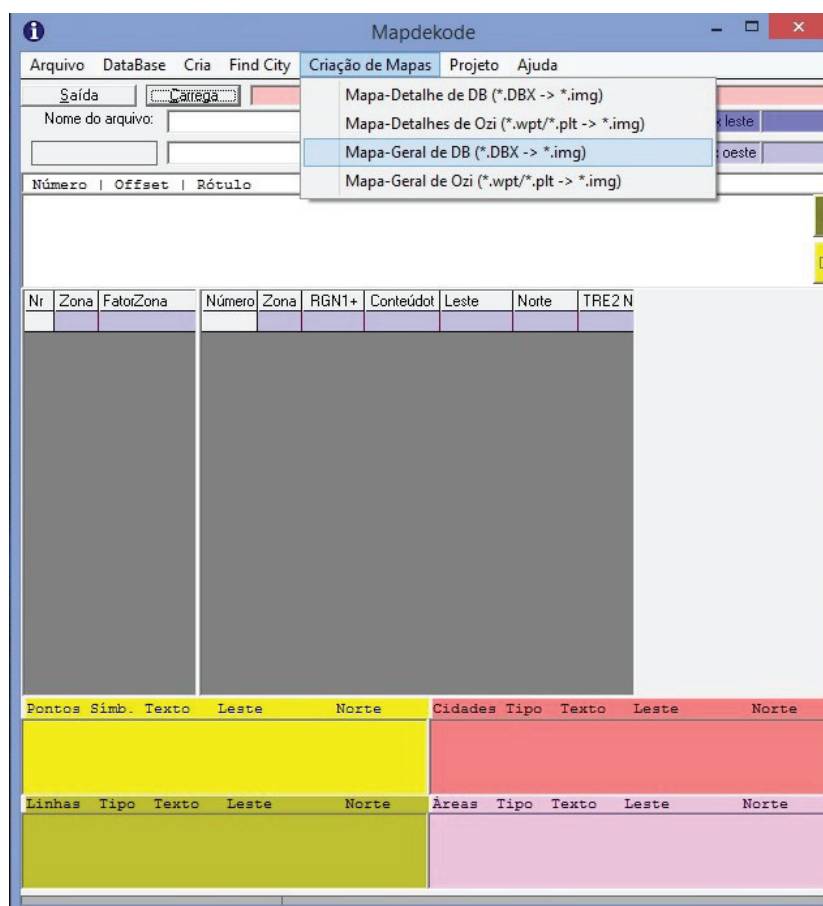 Mapdekode
Arquivo DataBase Cria Find City Criação de Mapas Projeto Ajuda
Saída Carrega
Mapa-Detalhe de DB (*.DBX -> *.img)
Nome do arquivo:
Mapa-Detalhes de Ozi (*.wpt/*.plt -> *.img)
leste
Mapa-Geral de DB (*.DBX -> *.img)
oeste
Mapa-Geral de Ozi (*.wpt/*.plt -> *.img)
Número | Offset | Rótulo
Nr Zona FatorZona Número Zona RGN1+ Conteúdot Leste Norte TRE2 N
Pontos Símb. Texto Leste Norte Cidades Tipo Texto Leste Norte
Linhas Tipo Texto Leste Norte Àreas Tipo Texto Leste Norte